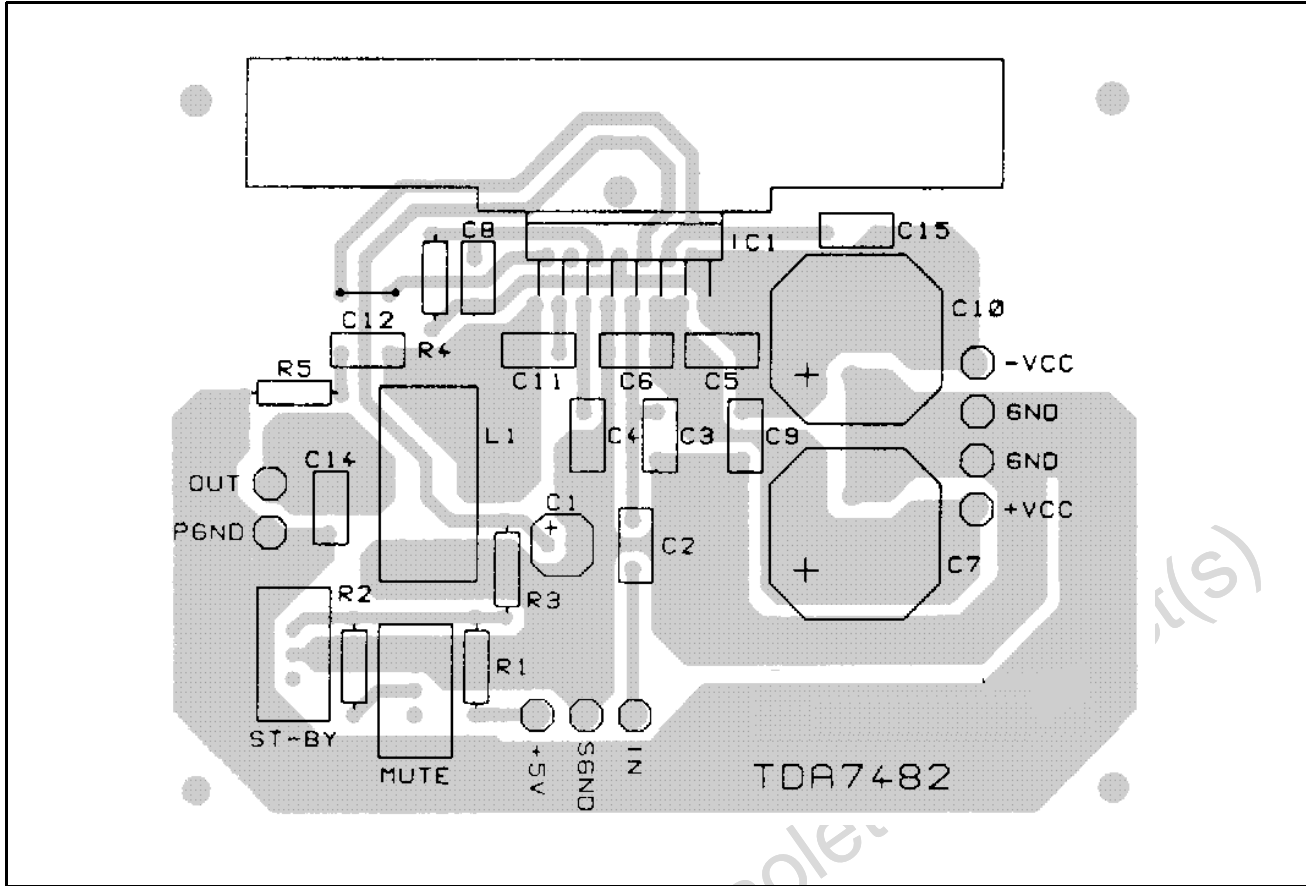 C8
IC1
C15
C10
C12
R4
R5
C11
C6
C5
-VCC
GND
L1
C4
C3
C9
GND
C14
OUT
C1
+VCC
PGND
C2
C7
R2
R3
R1
ST-BY
MUTE
+5V
SGND
IN
TDA7482